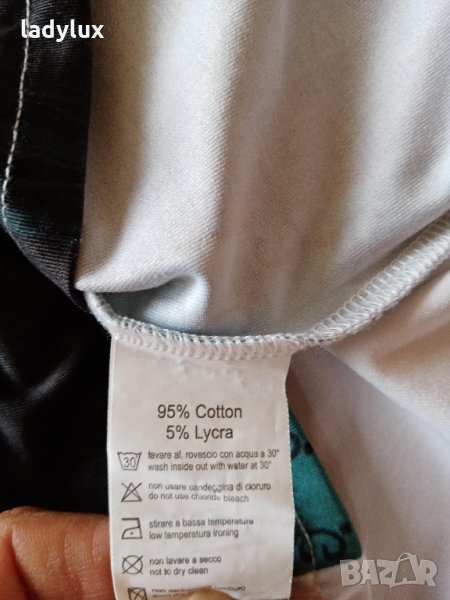 ladylux
95% Cotton
5% Lycra
30
lavare al. rovescio con acqua a 30°
wash inside out with water at 30°
non usare candeggina di cloruro
do not use chloride bleach
stirare a bassa temperatura
low temperature ironing
non lavare a secco
not to dry clean
BAZAR